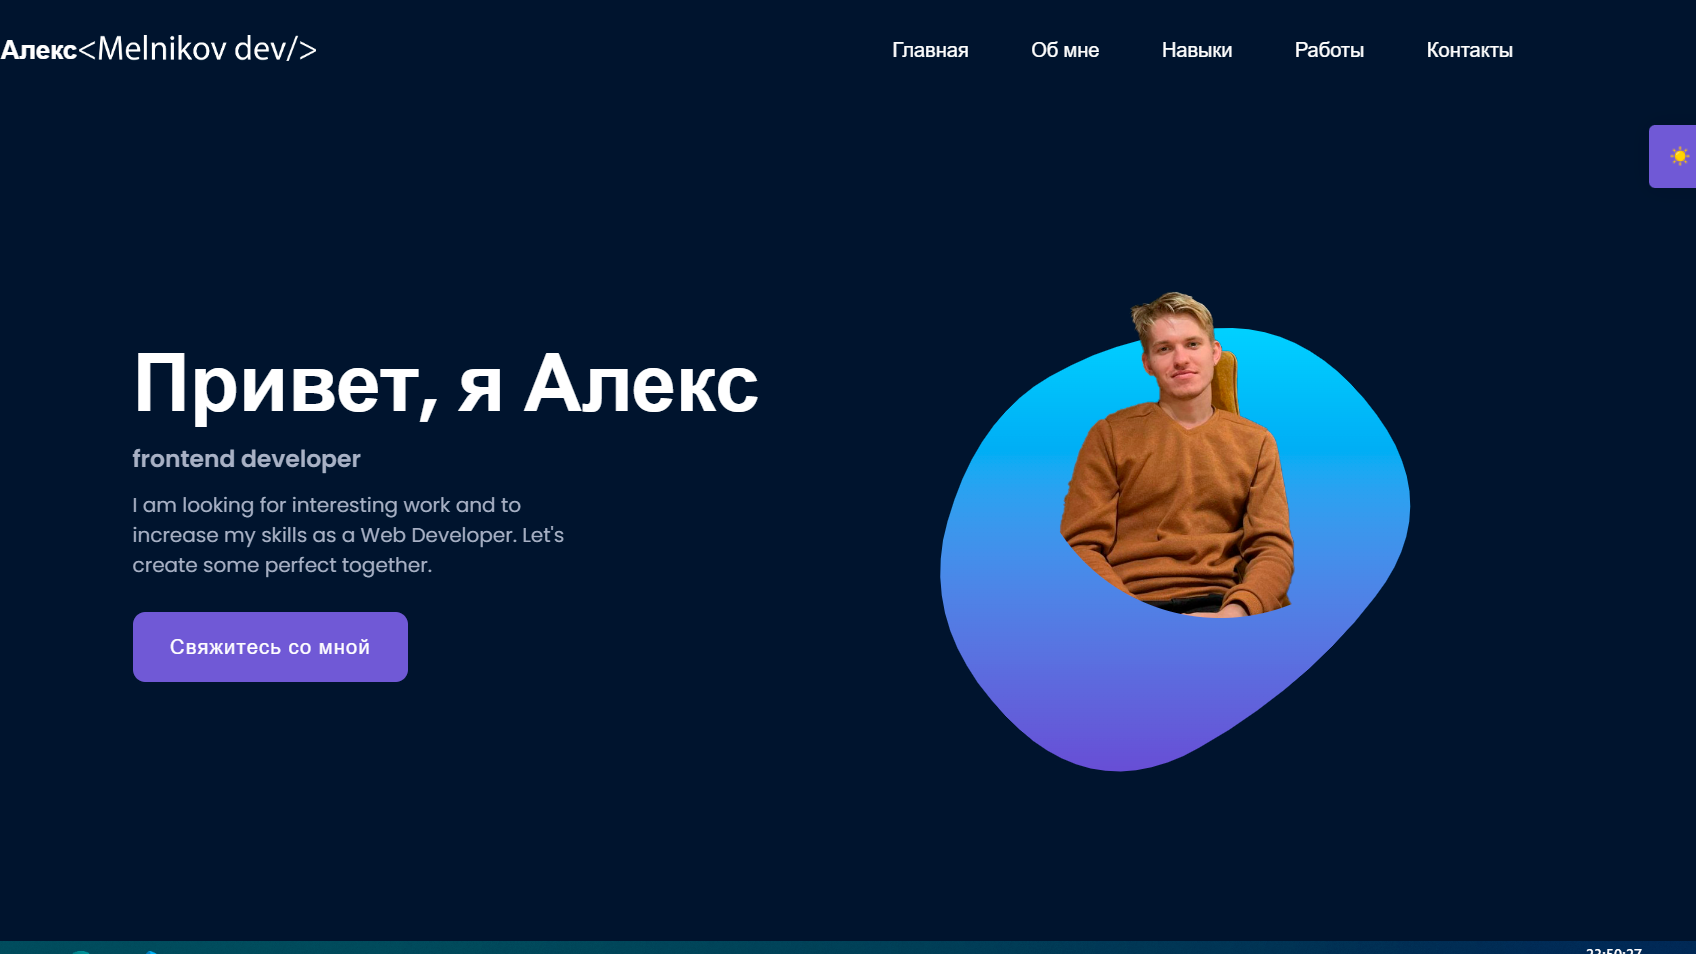 Алекс<Melnikov dev/>
Главная Об мне Навыки Работы Контакты
Привет, я Алекс
frontend developer
I am looking for interesting work and to
increase my skills as a Web Developer. Let's
create some perfect together.
Свяжитесь со мной